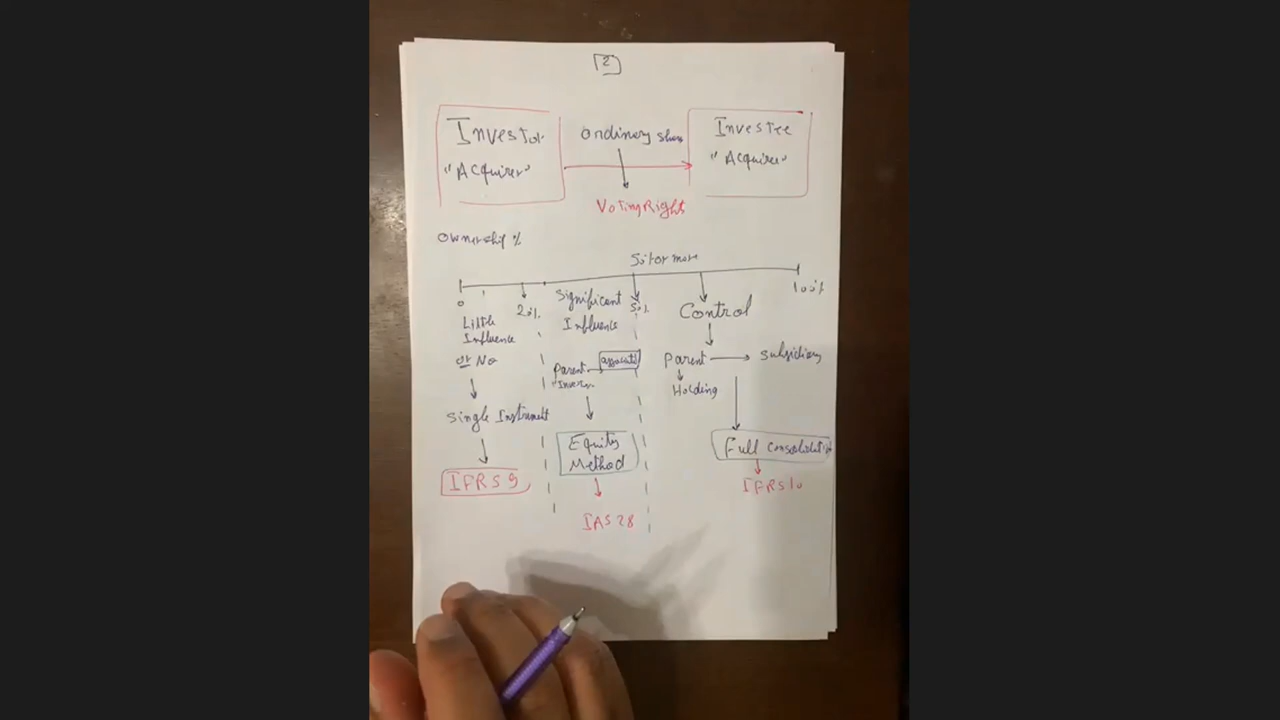 2
Investor
"Acquirer"
ordinary share
Voting Right
Investee
"Acquiree"
ownership %
50% or more
0
20%
50%
100%
Little
Influence
or No
Single Instrument
IFRS 9
Significant
Influence
Parent
"Investor"
associate
Equity
Method
IAS 28
Control
Parent
Subsidiary
Holding
Full consolidation
IFRS 10